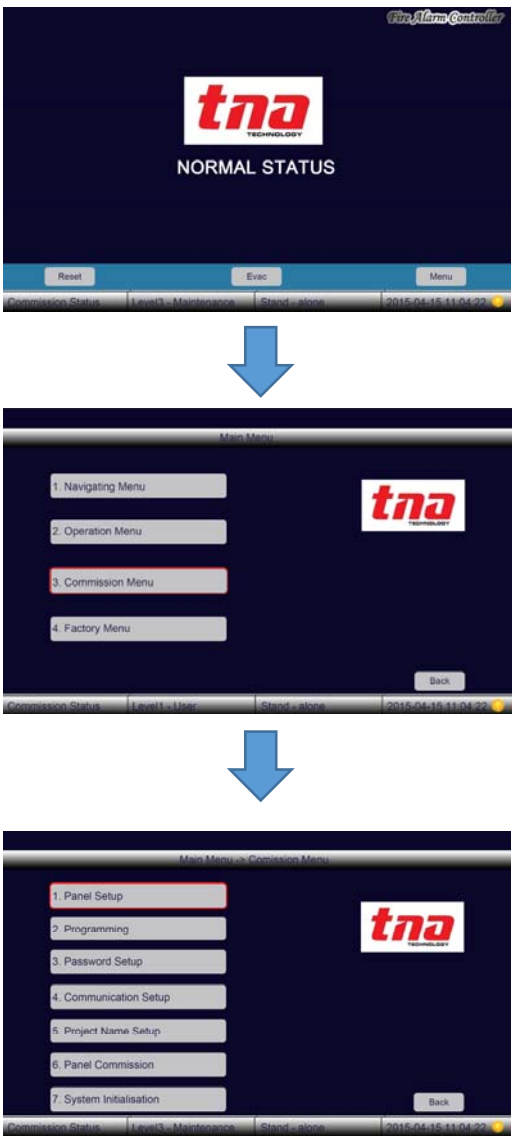 Fire Alarm Controller
tna
TECHNOLOGY
NORMAL STATUS
Reset Evac Menu
Commission Status Level3 - Maintenance Stand - alone 2015-04-15 11:04:22
Main Menu
1. Navigating Menu
tna
TECHNOLOGY
2. Operation Menu
3. Commission Menu
4. Factory Menu
Back
Commission Status Level1 - User Stand - alone 2015-04-15 11:04:22
Main Menu -> Comission Menu
1. Panel Setup
tna
TECHNOLOGY
2. Programming
3. Password Setup
4. Communication Setup
5. Project Name Setup
6. Panel Commission
7. System Initialisation
Back
Commission Status Level3 - Maintenance Stand - alone 2015-04-15 11:04:22